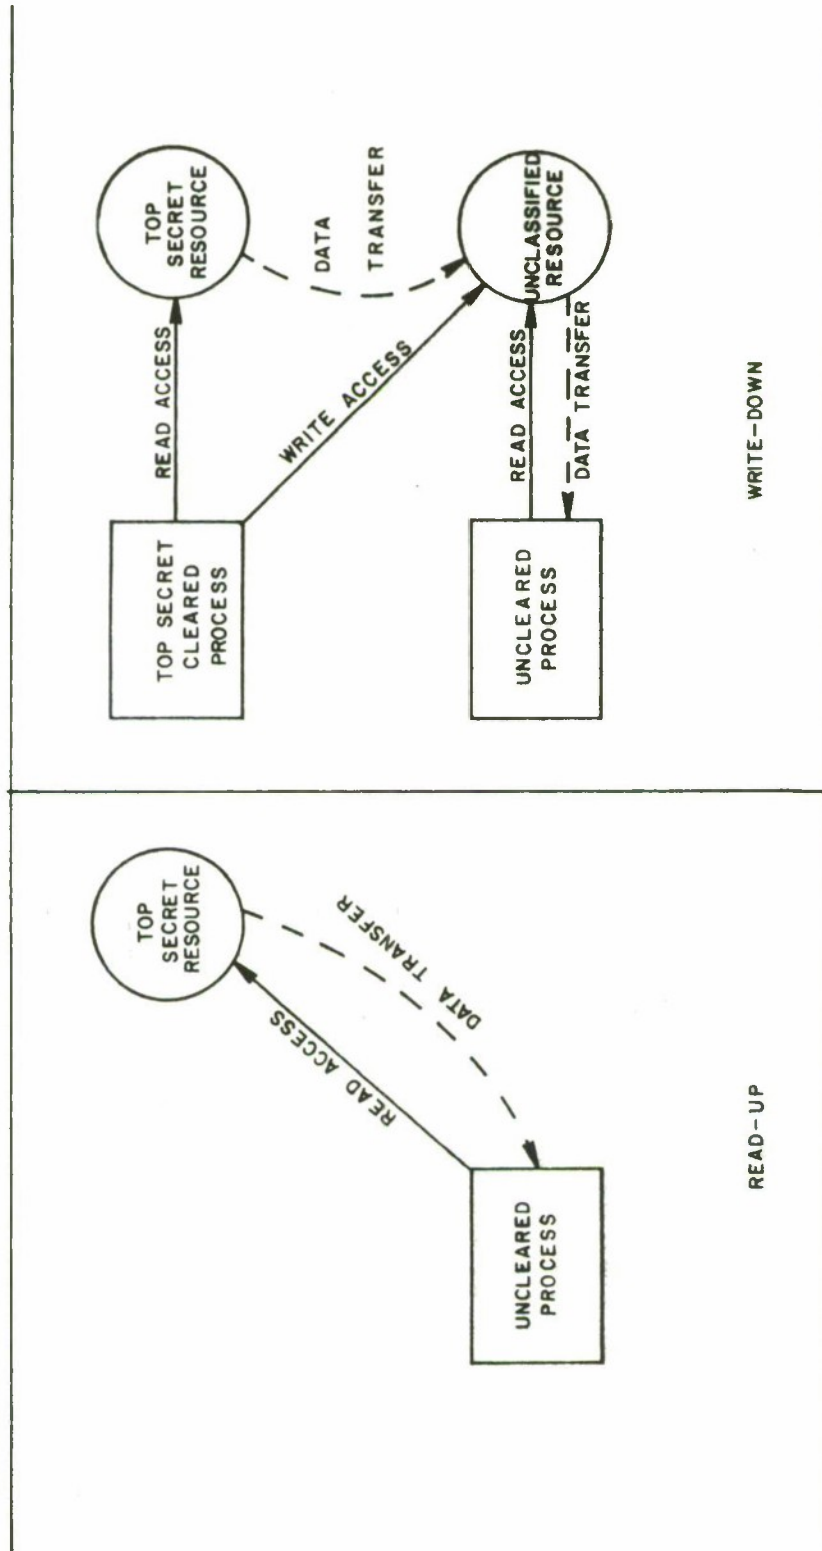 TOP
SECRET
RESOURCE
READ ACCESS
DATA TRANSFER
UNCLEARED
PROCESS
READ-UP
TOP SECRET
CLEARED
PROCESS
READ ACCESS
TOP
SECRET
RESOURCE
WRITE ACCESS
DATA
TRANSFER
UNCLEARED
PROCESS
READ ACCESS
DATA TRANSFER
UNCLASSIFIED
RESOURCE
WRITE-DOWN